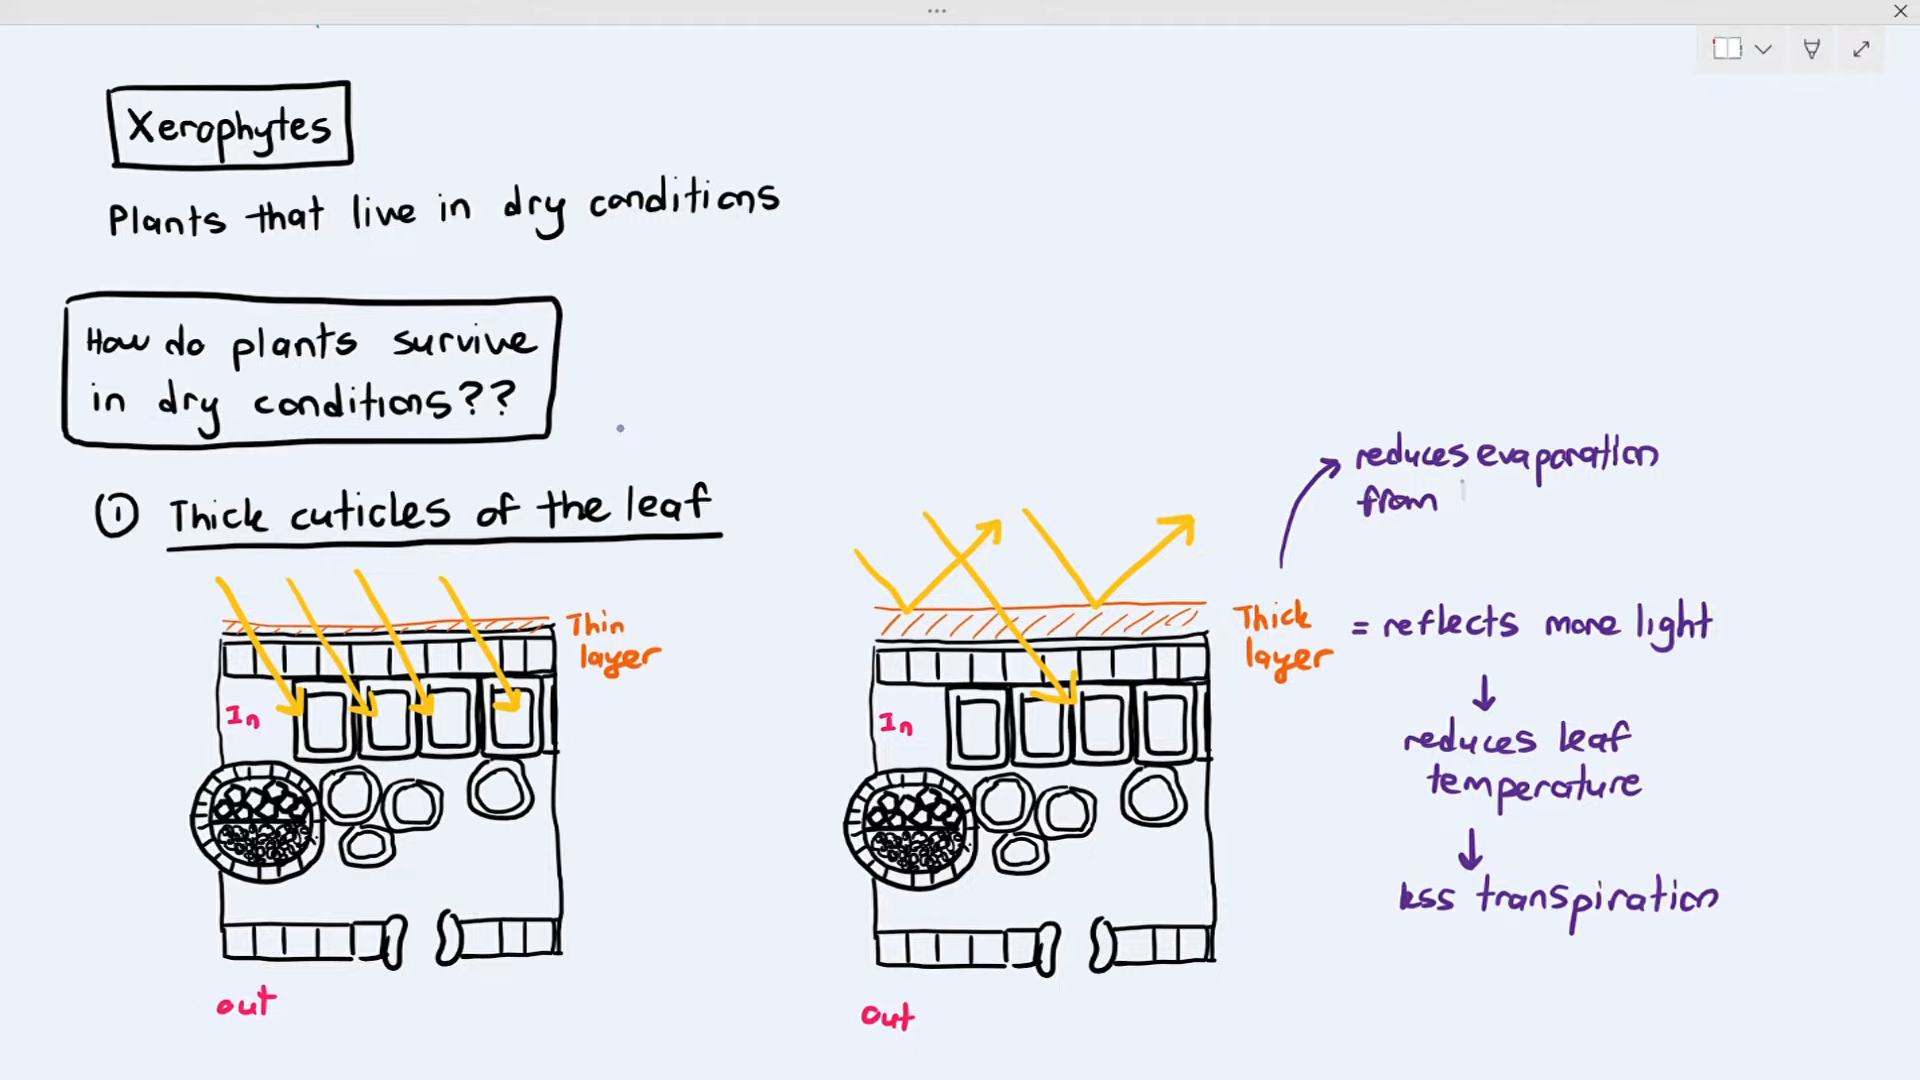 Xerophytes
Plants that live in dry conditions
How do plants survive
in dry conditions??
① Thick cuticles of the leaf
Thin
layer
In
out
Thick
layer
In
out
reduces evaporation
from
= reflects more light
↓
reduces leaf
temperature
↓
less transpiration